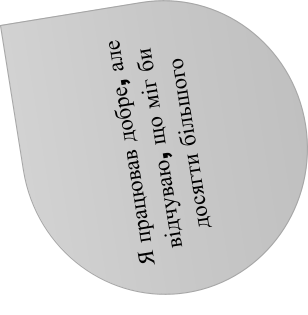 Я працював добре, але
відчуваю, що міг би
досягти більшого